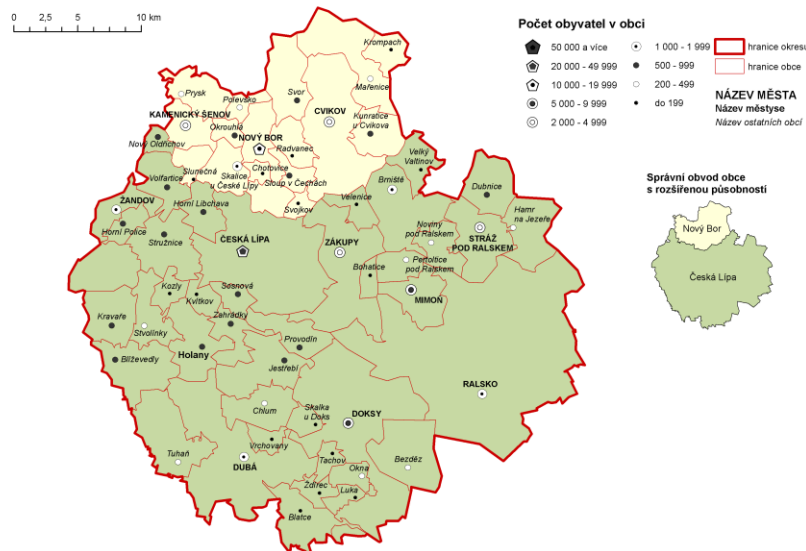 0 2,5 5 10 km
Počet obyvatel v obci
50 000 a více
20 000 - 49 999
10 000 - 19 999
5 000 - 9 999
2 000 - 4 999
1 000 - 1 999
500 - 999
200 - 499
do 199
hranice okresu
hranice obce
NÁZEV MĚSTA
Název městyse
Název ostatních obcí
Správní obvod obce
s rozšířenou působností
Nový Bor
Česká Lípa
Krompach
Mařenice
Prysk
Polevsko
Svor
CVIKOV
KAMENICKÝ ŠENOV
Okrouhlá
Kunratice
u Cvikova
Nový Oldřichov
NOVÝ BOR
Radvanec
Velký
Valtinov
Slunečná
Skalice
u České Lípy
Chotovice
Sloup v Čechách
Volfartice
Brniště
Dubnice
Horní Libchava
Svojkov
Velenice
ŽANDOV
Hamr
na Jezeře
Horní Police
Stružnice
ČESKÁ LÍPA
ZÁKUPY
Noviny
pod Ralskem
STRÁŽ
POD RALSKEM
Bohatice
Pertoltice
pod Ralskem
Kozly
Kvítkov
Sosnová
MIMOŇ
Kravaře
Stvolínky
Zahrádky
Holany
Provodín
Blíževedly
Jestřebí
RALSKO
Chlum
Skalka
u Doks
DOKSY
Vrchovany
Tuhaň
DUBÁ
Tachov
Okna
Bezděz
Ždírec
Luka
Blatce